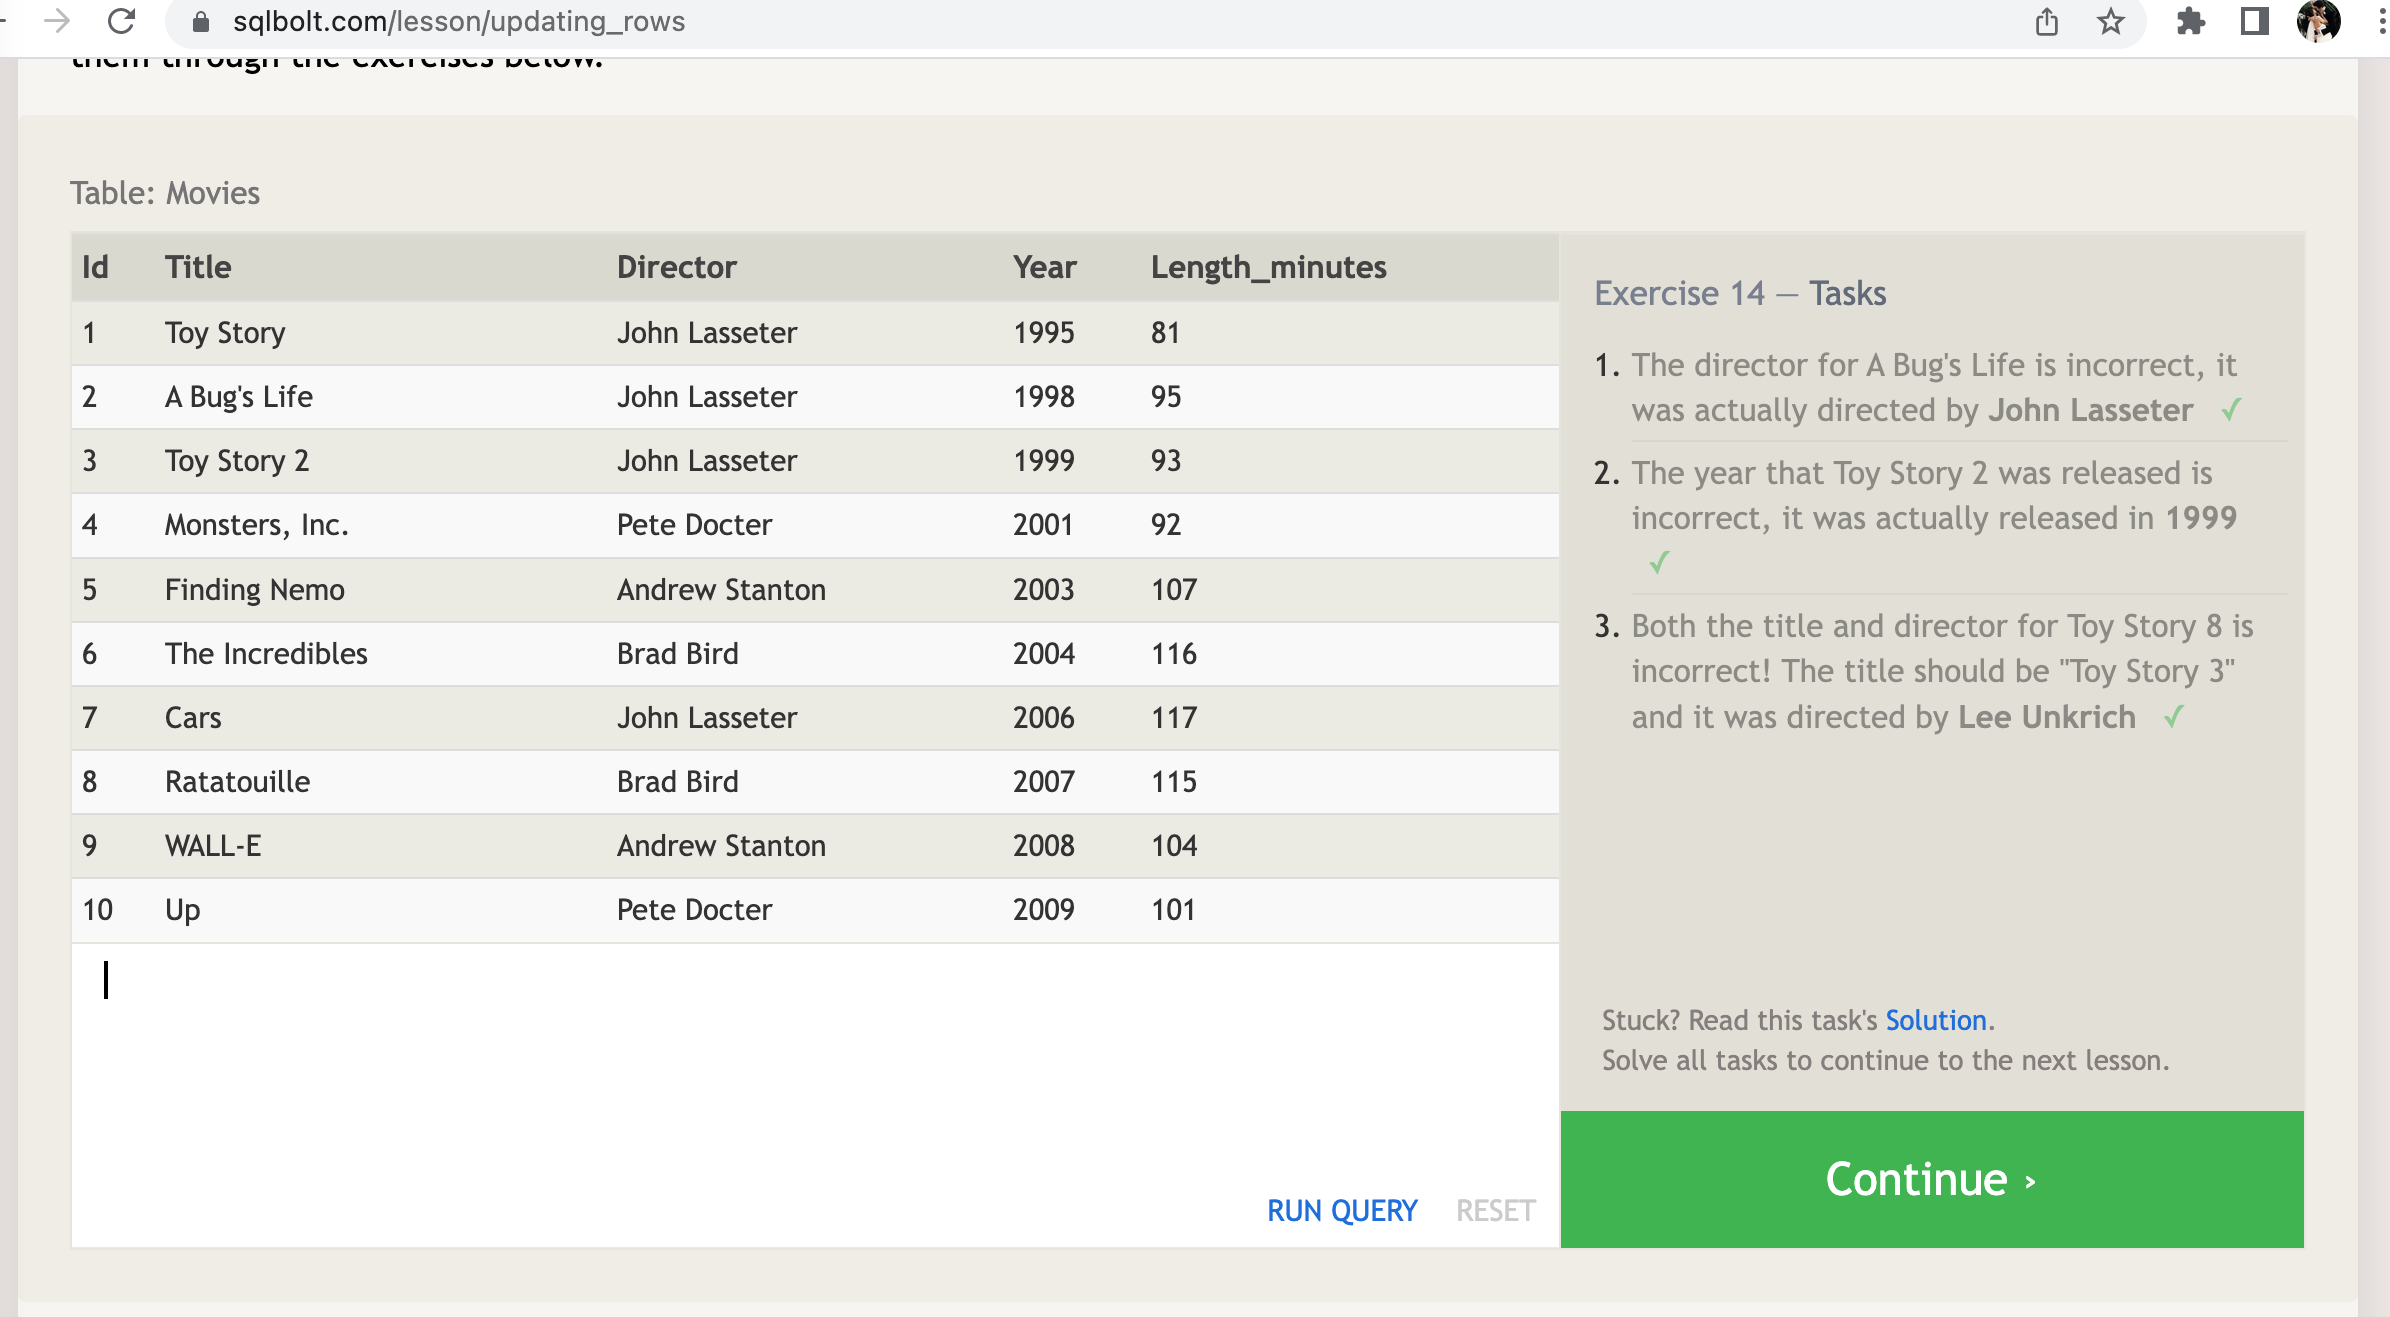 sqlbolt.com/lesson/updating_rows
them through the exercises below.
Table: Movies
Id Title Director Year Length_minutes
1 Toy Story John Lasseter 1995 81
2 A Bug's Life John Lasseter 1998 95
3 Toy Story 2 John Lasseter 1999 93
4 Monsters, Inc. Pete Docter 2001 92
5 Finding Nemo Andrew Stanton 2003 107
6 The Incredibles Brad Bird 2004 116
7 Cars John Lasseter 2006 117
8 Ratatouille Brad Bird 2007 115
9 WALL-E Andrew Stanton 2008 104
10 Up Pete Docter 2009 101
RUN QUERY RESET
Exercise 14 — Tasks
1. The director for A Bug's Life is incorrect, it
was actually directed by John Lasseter ✓
2. The year that Toy Story 2 was released is
incorrect, it was actually released in 1999
✓
3. Both the title and director for Toy Story 8 is
incorrect! The title should be "Toy Story 3"
and it was directed by Lee Unkrich ✓
Stuck? Read this task's Solution.
Solve all tasks to continue to the next lesson.
Continue ›